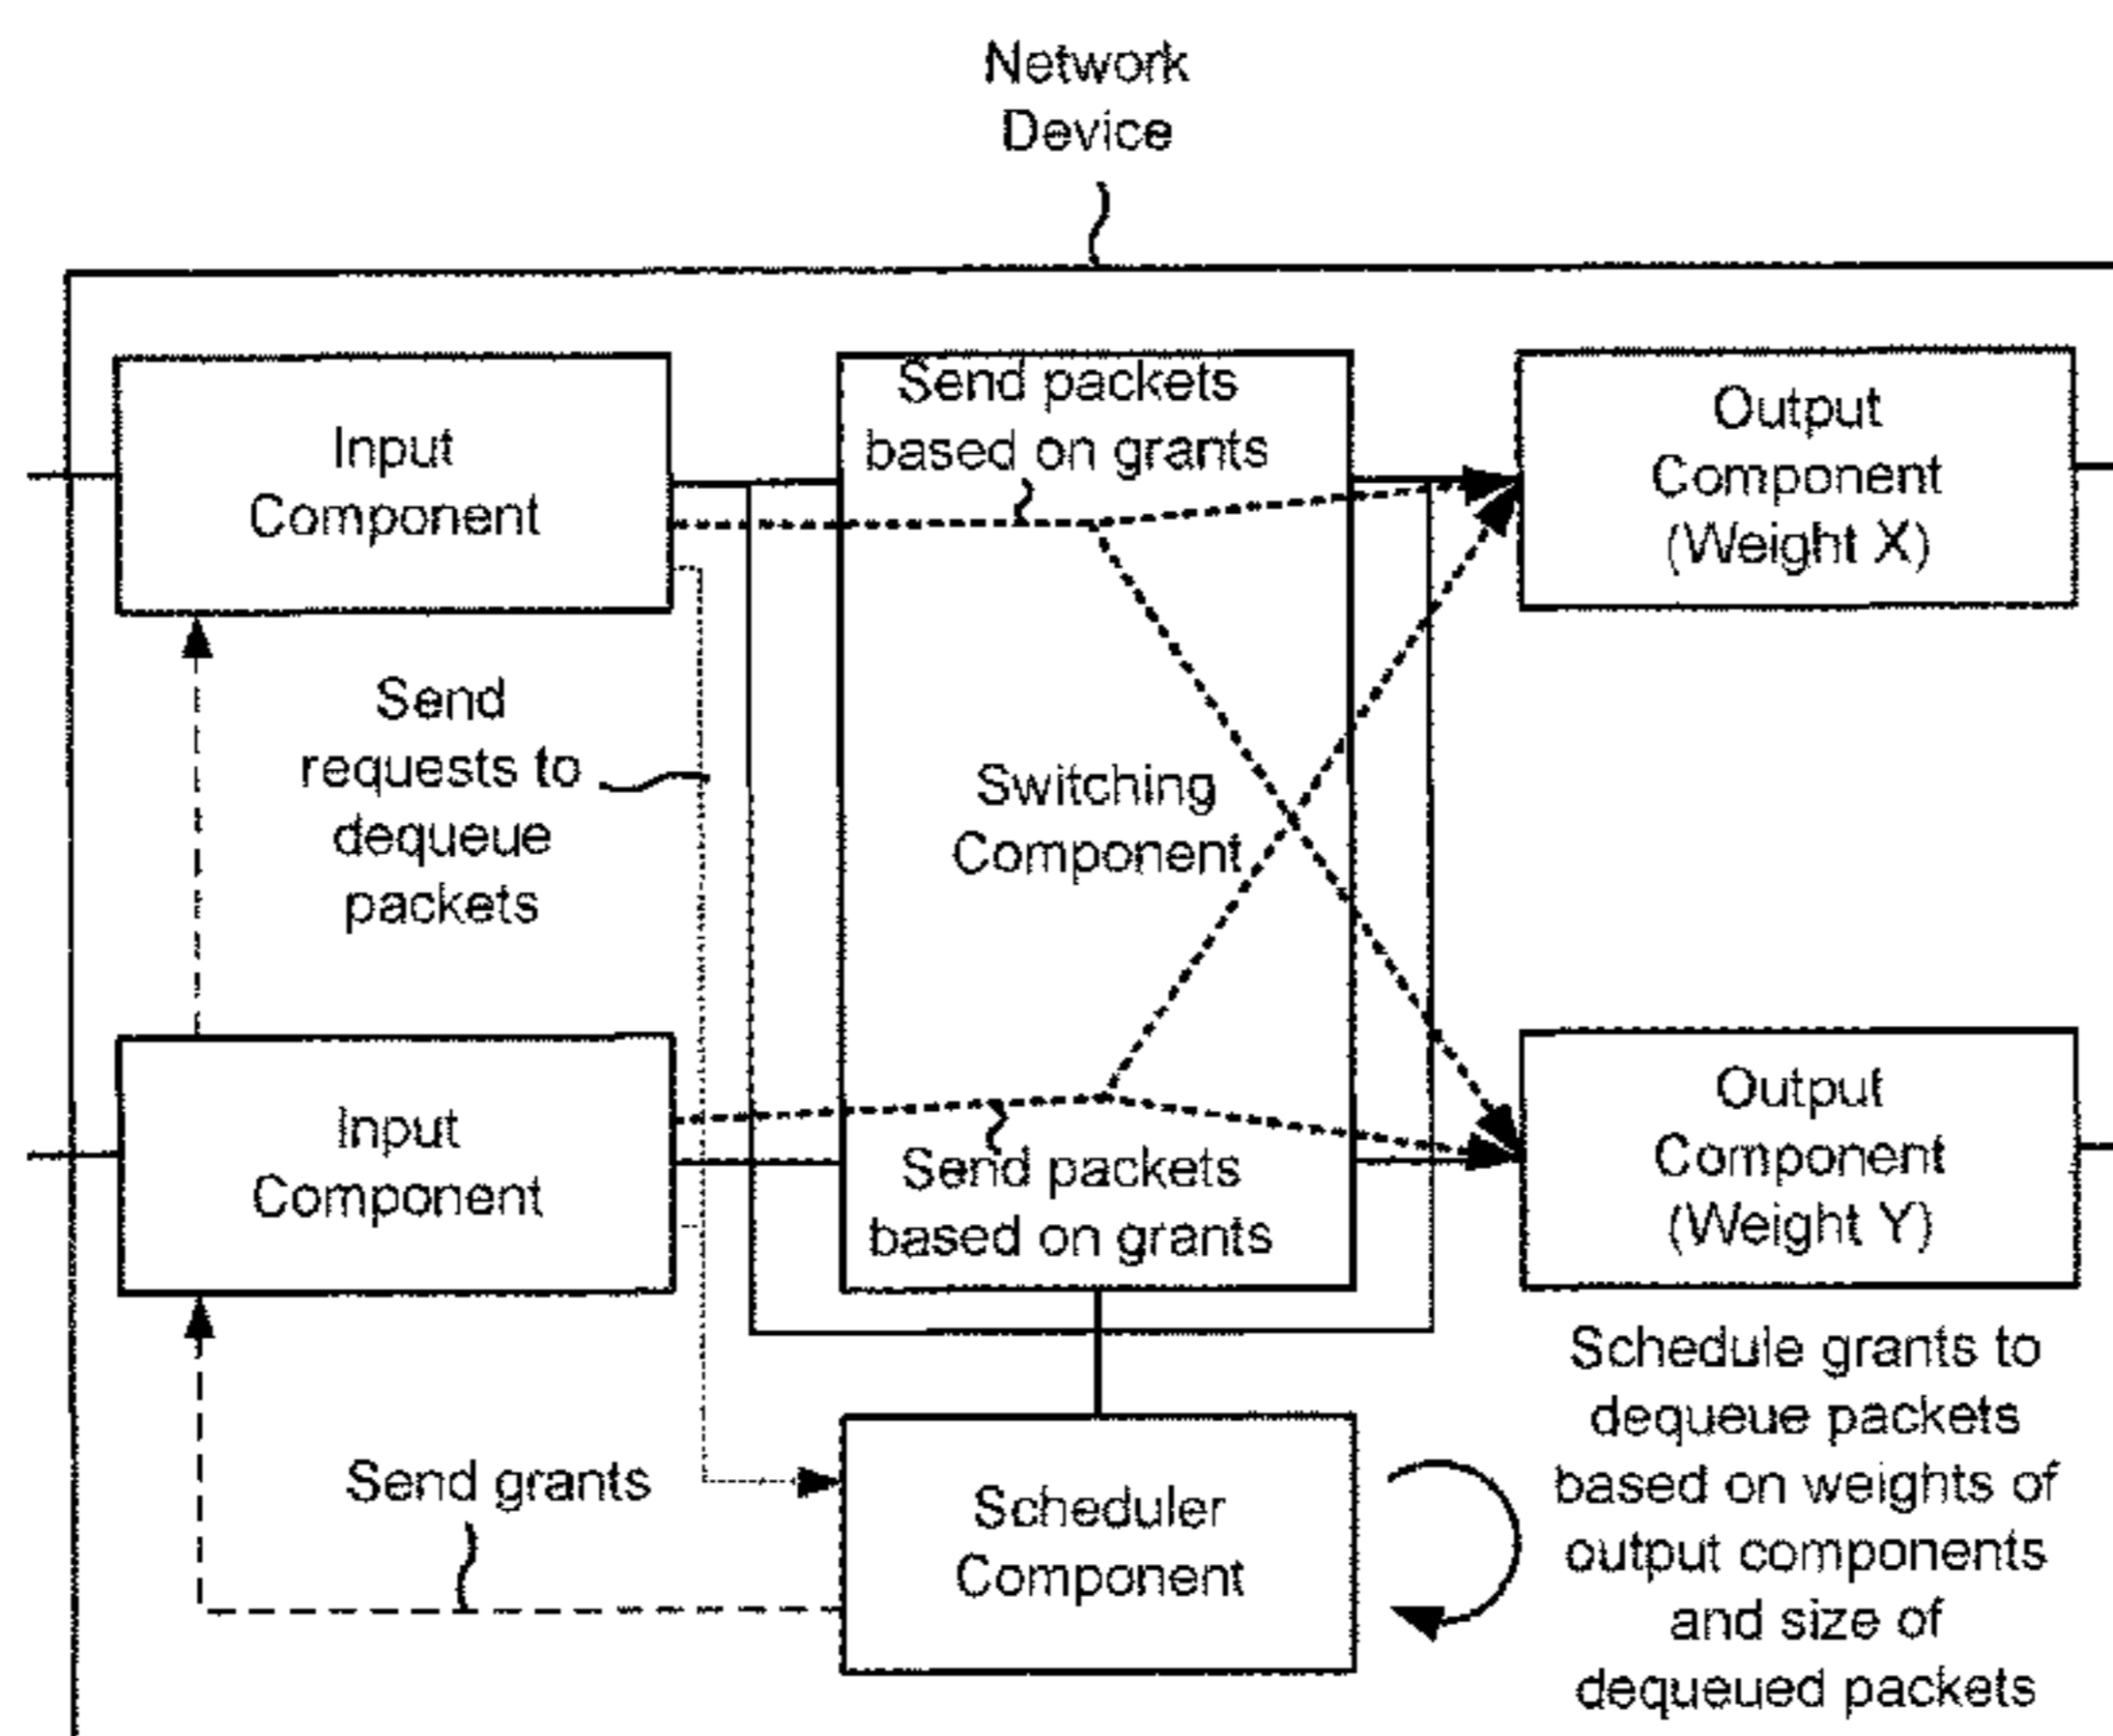 Network
Device
Input
Component
Send packets
based on grants
Output
Component
(Weight X)
Send
requests to
dequeue
packets
Switching
Component
Input
Component
Send packets
based on grants
Output
Component
(Weight Y)
Send grants
Scheduler
Component
Schedule grants to
dequeue packets
based on weights of
output components
and size of
dequeued packets